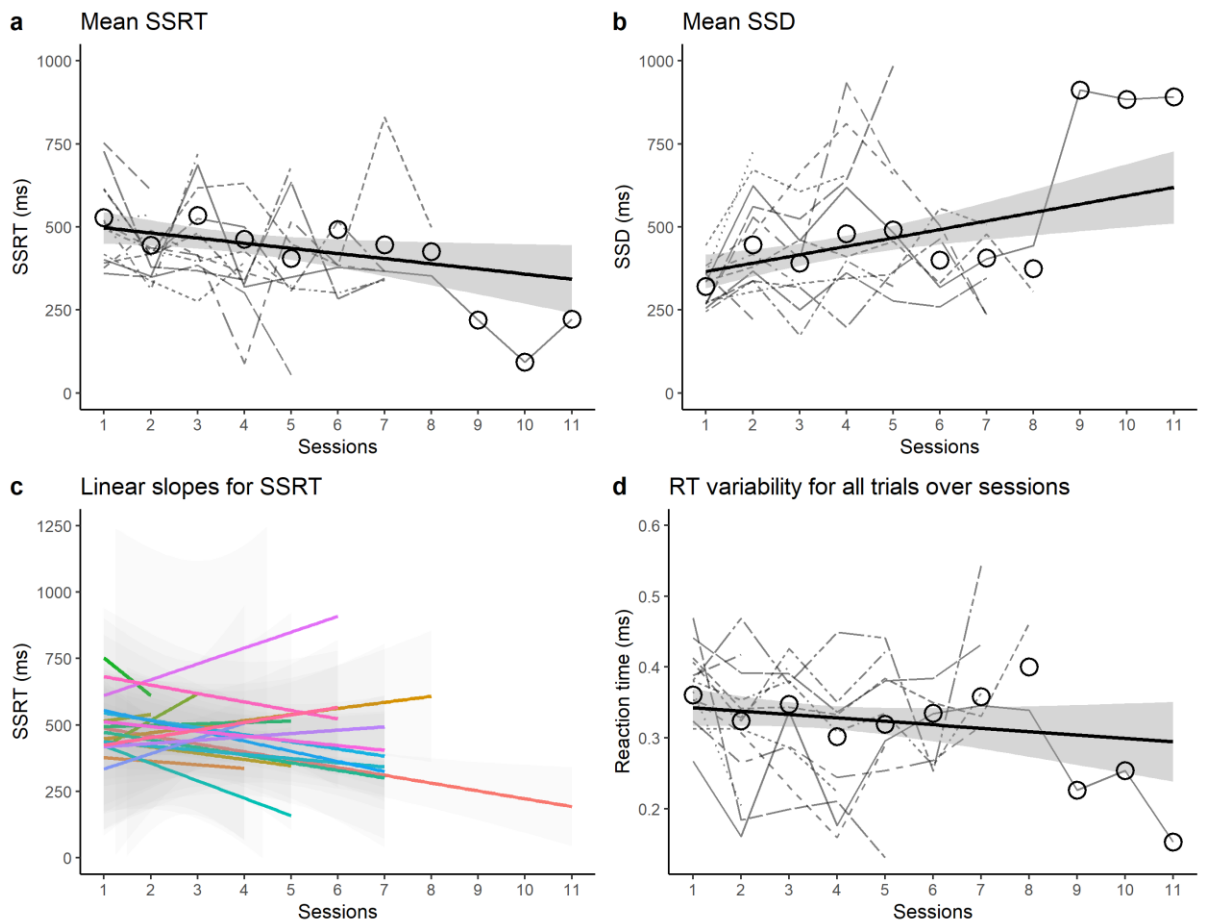 a Mean SSRT
1000
750
500
250
0
SSRT (ms)
1 2 3 4 5 6 7 8 9 10 11
Sessions
b Mean SSD
1000
750
500
250
0
SSD (ms)
1 2 3 4 5 6 7 8 9 10 11
Sessions
c Linear slopes for SSRT
1250
1000
750
500
250
0
SSRT (ms)
1 2 3 4 5 6 7 8 9 10 11
Sessions
d RT variability for all trials over sessions
0.6
0.5
0.4
0.3
0.2
Reaction time (ms)
1 2 3 4 5 6 7 8 9 10 11
Sessions